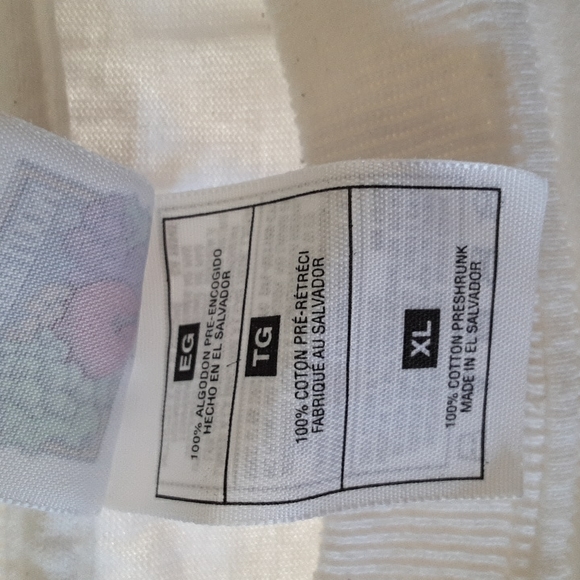 XL
100% COTTON PRESHRUNK
MADE IN EL SALVADOR
TG
100% COTON PRÉ-RÉTRÉCI
FABRIQUÉ AU SALVADOR
EG
100% ALGODON PRE-ENCOGIDO
HECHO EN EL SALVADOR